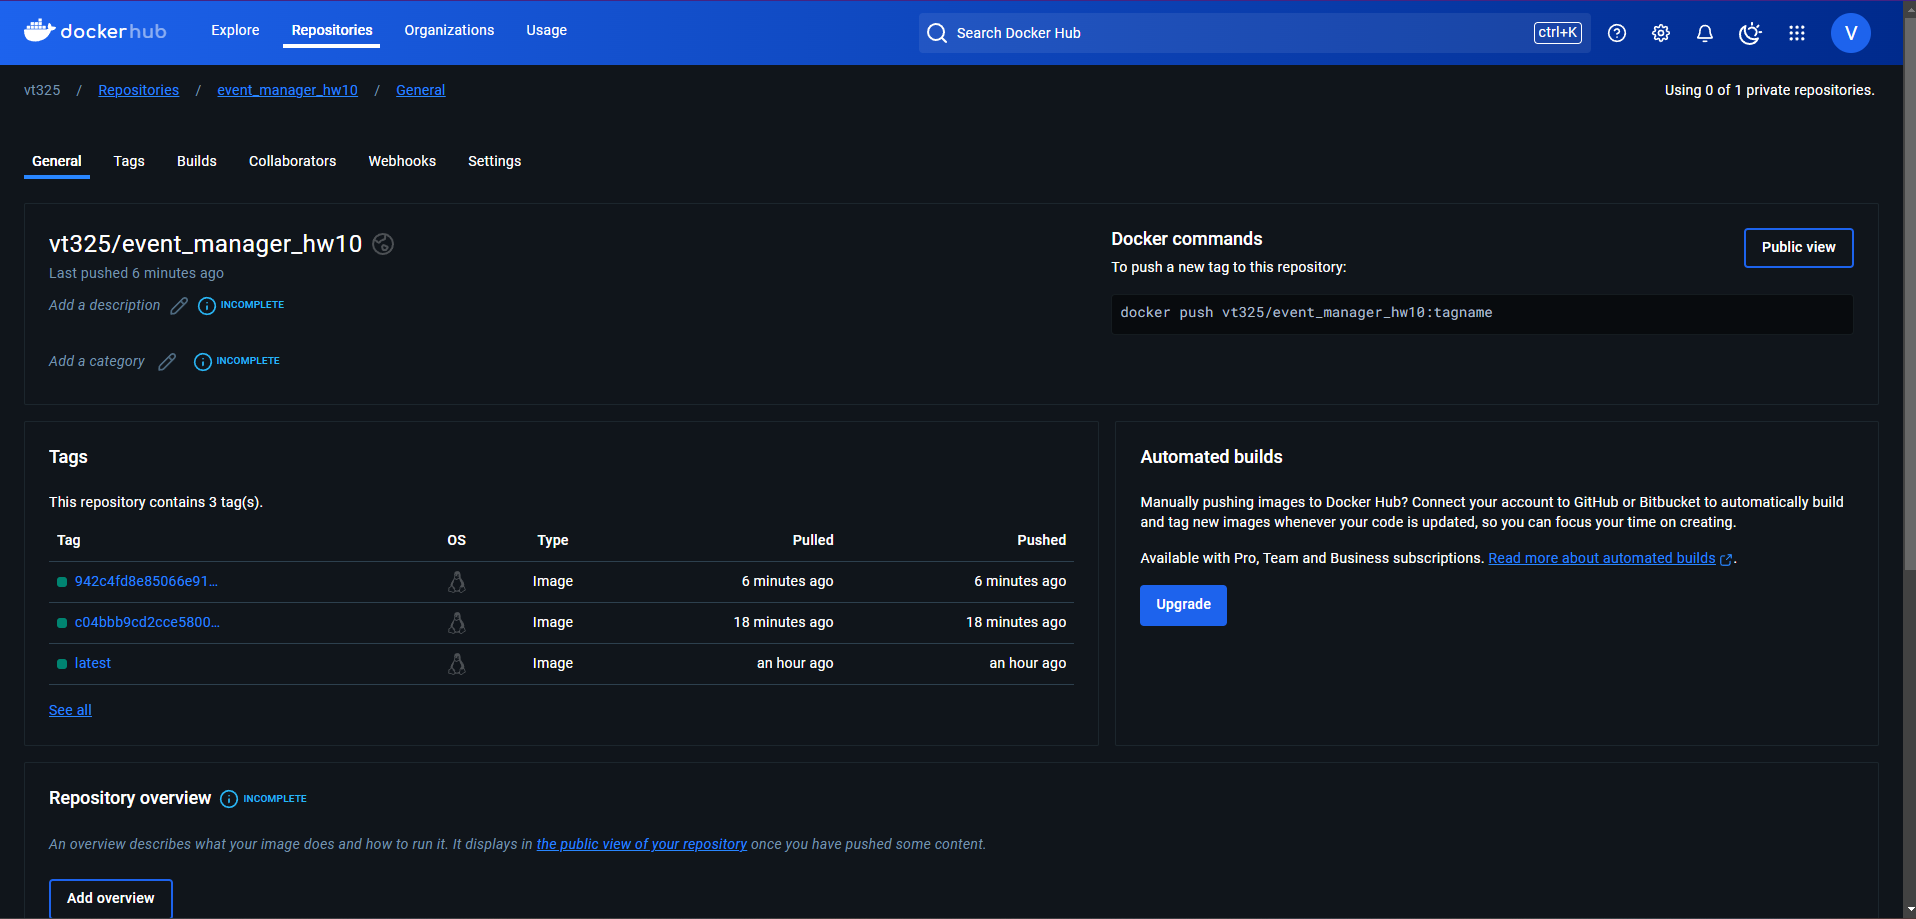 dockerhub
Explore Repositories Organizations Usage
Search Docker Hub
ctrl+K
V
vt325 / Repositories / event_manager_hw10 / General
Using 0 of 1 private repositories.
General Tags Builds Collaborators Webhooks Settings
vt325/event_manager_hw10
Last pushed 6 minutes ago
Add a description INCOMPLETE
Add a category INCOMPLETE
Docker commands
Public view
To push a new tag to this repository:
docker push vt325/event_manager_hw10:tagname
Tags
This repository contains 3 tag(s).
Tag OS Type Pulled Pushed
942c4fd8e85066e91... Image 6 minutes ago 6 minutes ago
c04bbb9cd2cce5800... Image 18 minutes ago 18 minutes ago
latest Image an hour ago an hour ago
See all
Automated builds
Manually pushing images to Docker Hub? Connect your account to GitHub or Bitbucket to automatically build
and tag new images whenever your code is updated, so you can focus your time on creating.
Available with Pro, Team and Business subscriptions. Read more about automated builds.
Upgrade
Repository overview INCOMPLETE
An overview describes what your image does and how to run it. It displays in the public view of your repository once you have pushed some content.
Add overview